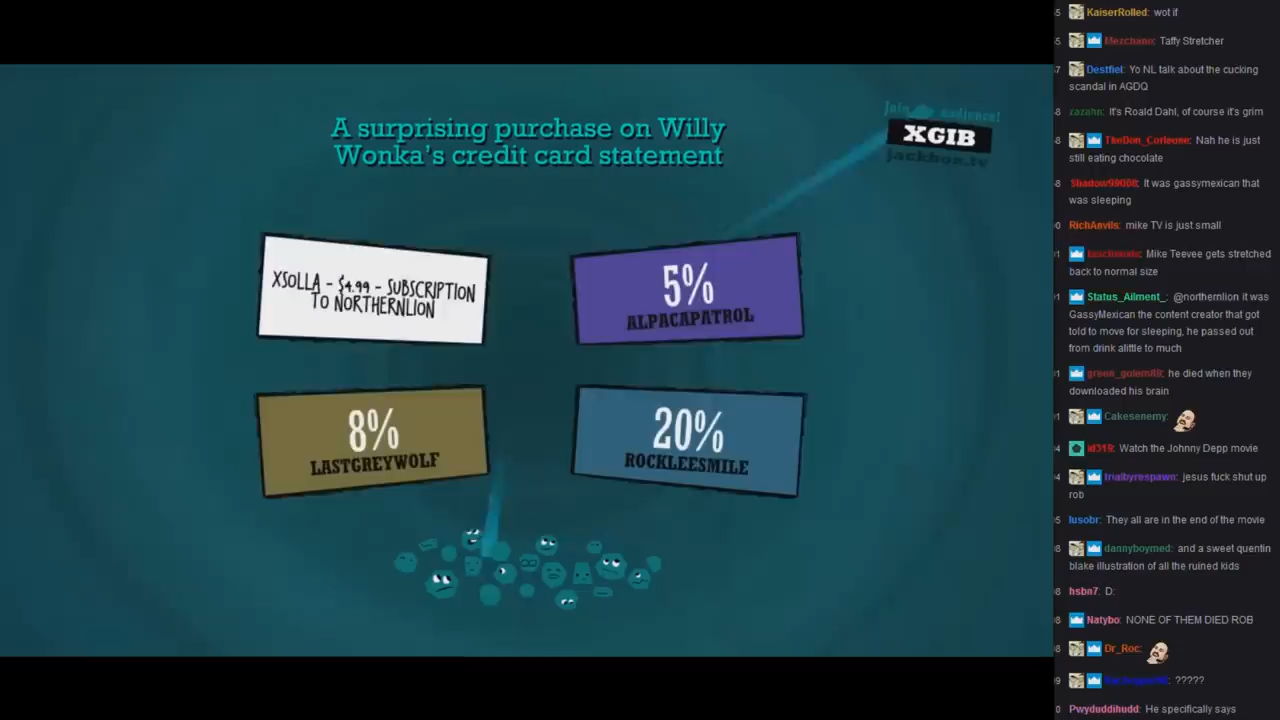 A surprising purchase on Willy
Wonka's credit card statement
Join audience!
XGIB
jackbox.tv
XSOLLA - $4.99 - SUBSCRIPTION
TO NORTHERNLION
5%
ALPACAPATROL
8%
LASTGREYWOLF
20%
ROCKLEESMILE
KaiserRolled: wot if
Taffy Stretcher
Destfiel: Yo NL talk about the cucking
scandal in AGDQ
zazahn: It's Roald Dahl, of course it's grim
TheDon_Corleone: Nah he is just
still eating chocolate
Shadow99000: It was gassymexican that
was sleeping
RichAnvils: mike TV is just small
Mike Teevee gets stretched
back to normal size
Status_Ailment_: @northernlion it was
GassyMexican the content creator that got
told to move for sleeping, he passed out
from drink alittle to much
he died when they
downloaded his brain
Cakesenemy:
Watch the Johnny Depp movie
trialbyrespawn: jesus fuck shut up
rob
lusobr: They all are in the end of the movie
dannyboymed: and a sweet quentin
blake illustration of all the ruined kids
hsbn7: D:
Natybo: NONE OF THEM DIED ROB
Dr_Roc:
?????
Pwyduddihudd: He specifically says